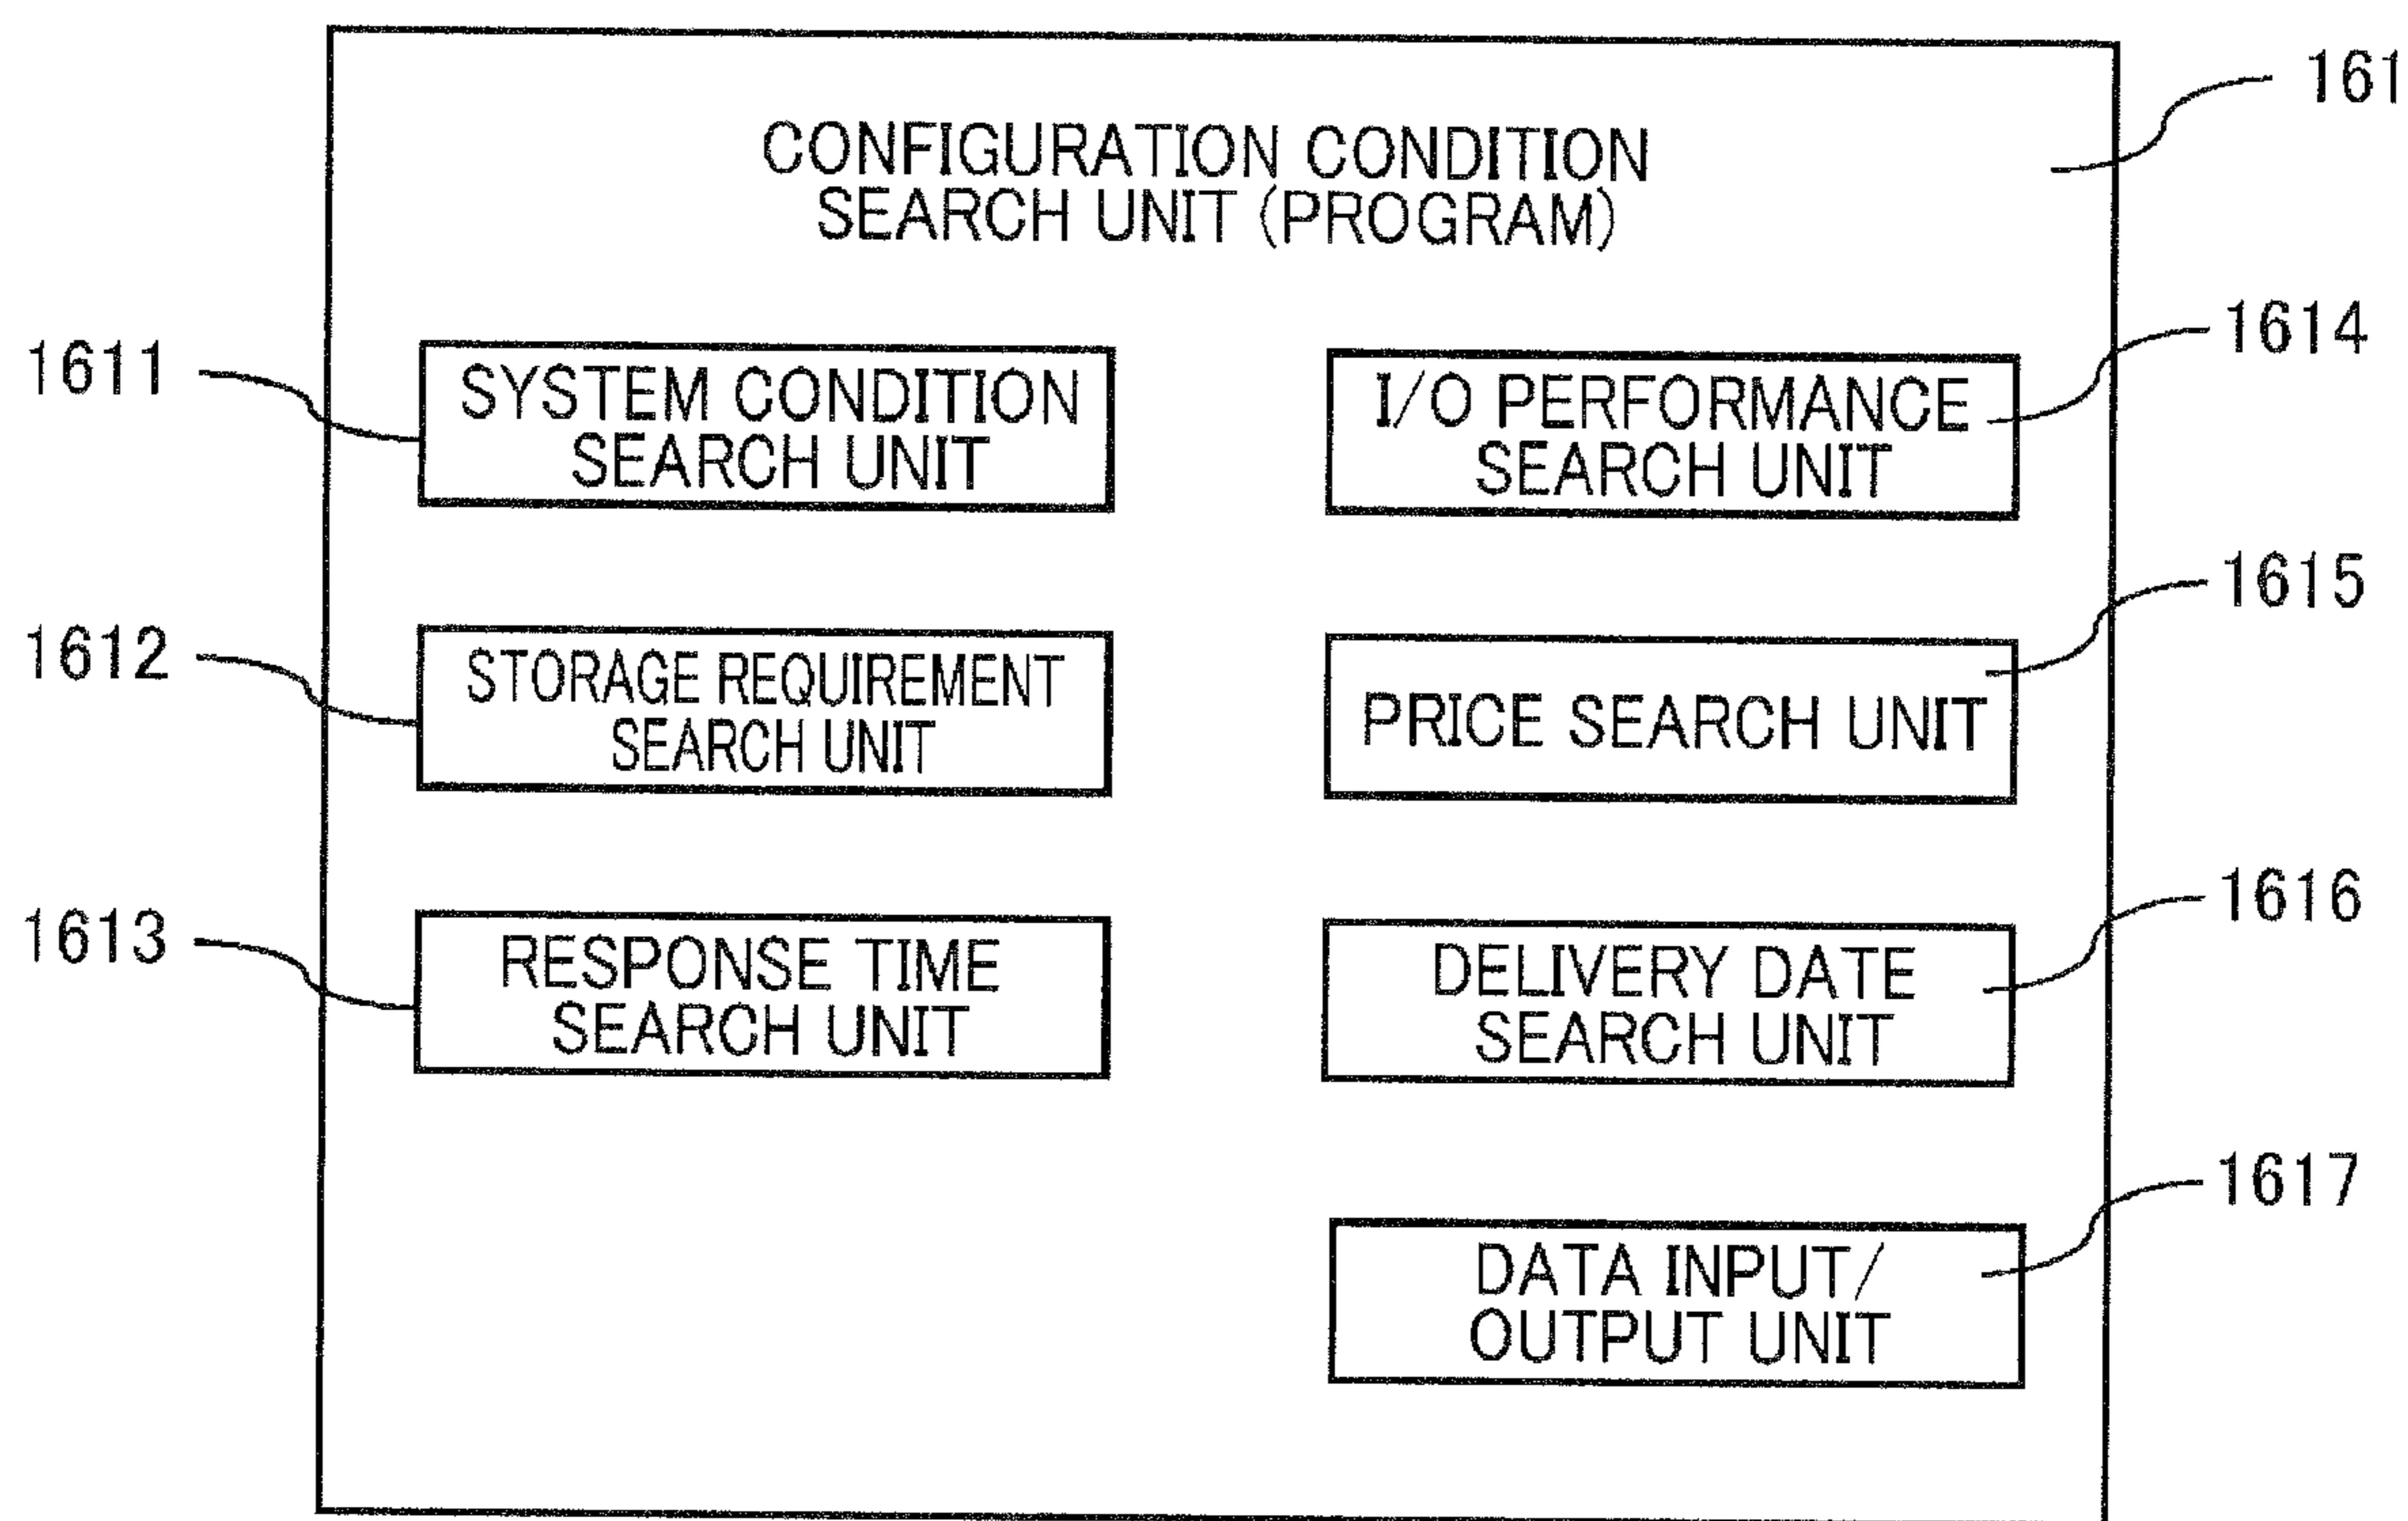 161
CONFIGURATION CONDITION
SEARCH UNIT (PROGRAM)
1611
SYSTEM CONDITION
SEARCH UNIT
1614
I/O PERFORMANCE
SEARCH UNIT
1612
STORAGE REQUIREMENT
SEARCH UNIT
1615
PRICE SEARCH UNIT
1613
RESPONSE TIME
SEARCH UNIT
1616
DELIVERY DATE
SEARCH UNIT
1617
DATA INPUT/
OUTPUT UNIT